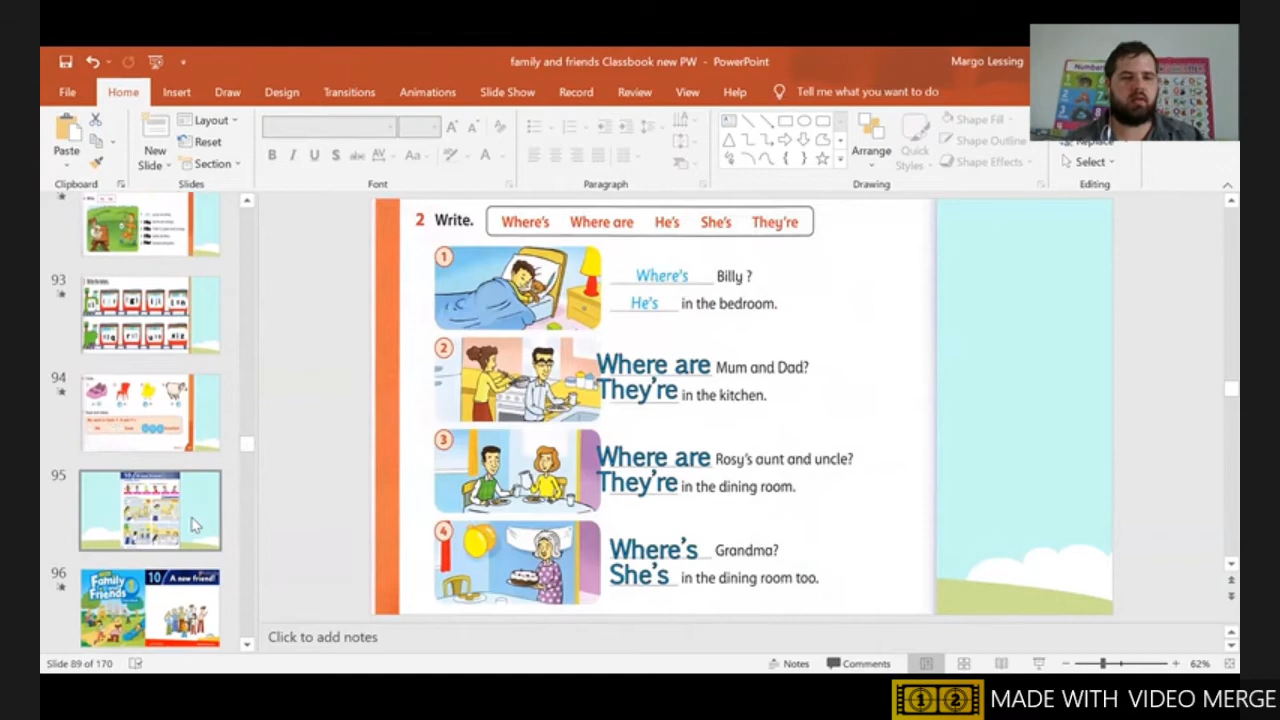 family and friends Classbook new PW - PowerPoint
Margo Lessing
File Home Insert Draw Design Transitions Animations Slide Show Record Review View Help Tell me what you want to do
Paste
Clipboard
New Slide
Layout
Reset
Section
Slides
B I U S abc AV Aa A
Font
Paragraph
Arrange
Quick Styles
Shape Fill
Shape Outline
Shape Effects
Drawing
Replace
Select
Editing
93
94
95
96
Family and Friends
10 A new friend!
2 Write. Where's Where are He's She's They're
1
Where's Billy ?
He's in the bedroom.
2
Where are Mum and Dad?
They're in the kitchen.
3
Where are Rosy's aunt and uncle?
They're in the dining room.
4
Where's Grandma?
She's in the dining room too.
Click to add notes
Slide 89 of 170
Notes Comments 62%
1 2 MADE WITH VIDEO MERGE